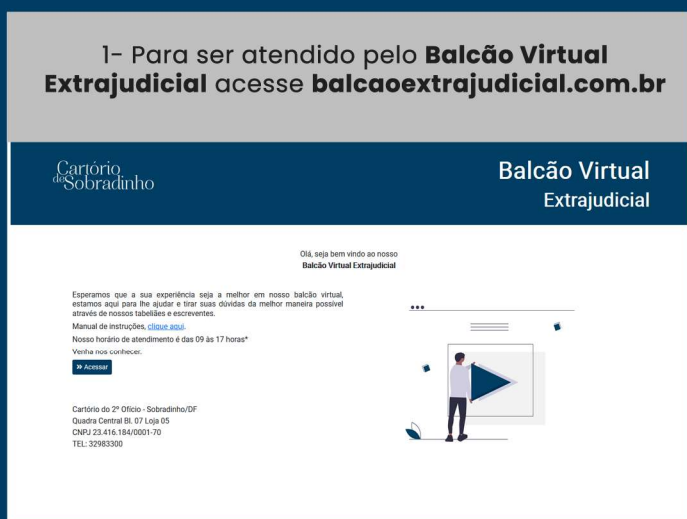 1- Para ser atendido pelo Balcão Virtual
Extrajudicial acesse balcaoextrajudicial.com.br
Cartório
de Sobradinho
Balcão Virtual
Extrajudicial
Olá, seja bem vindo ao nosso
Balcão Virtual Extrajudicial
Esperamos que a sua experiência seja a melhor em nosso balcão virtual,
estamos aqui para lhe ajudar e tirar suas dúvidas da melhor maneira possível
através de nossos tabeliães e escreventes.
Manual de instruções, clique aqui.
Nosso horário de atendimento é das 09 às 17 horas*
Venha nos conhecer.
» Acessar
Cartório do 2º Ofício - Sobradinho/DF
Quadra Central Bl. 07 Loja 05
CNPJ 23.416.184/0001-70
TEL: 32983300